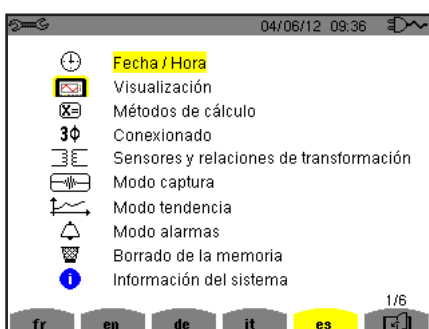 04/06/12 09:36
Fecha / Hora
Visualización
X= Métodos de cálculo
3Φ Conexionado
Sensores y relaciones de transformación
Modo captura
Modo tendencia
Modo alarmas
Borrado de la memoria
i Información del sistema
1/6
fr en de it es